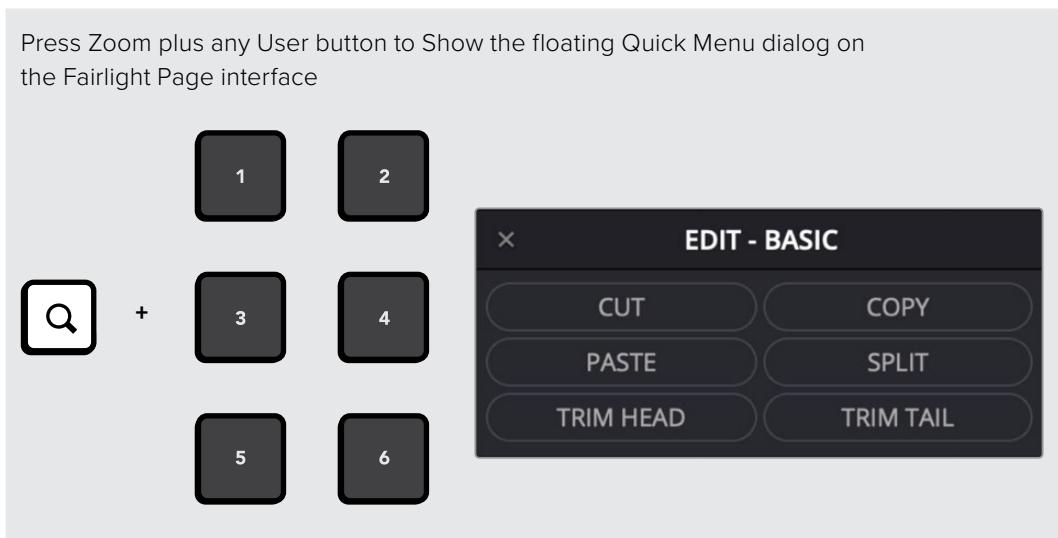 Press Zoom plus any User button to Show the floating Quick Menu dialog on
the Fairlight Page interface
1 2
EDIT - BASIC
CUT COPY
+ 3 4
PASTE SPLIT
TRIM HEAD TRIM TAIL
5 6